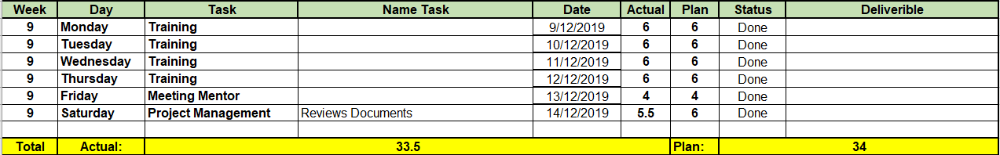 Week Day Task Name Task Date Actual Plan Status Deliverible
9 Monday Training 9/12/2019 6 6 Done
9 Tuesday Training 10/12/2019 6 6 Done
9 Wednesday Training 11/12/2019 6 6 Done
9 Thursday Training 12/12/2019 6 6 Done
9 Friday Meeting Mentor 13/12/2019 4 4 Done
9 Saturday Project Management Reviews Documents 14/12/2019 5.5 6 Done
Total Actual: 33.5 Plan: 34